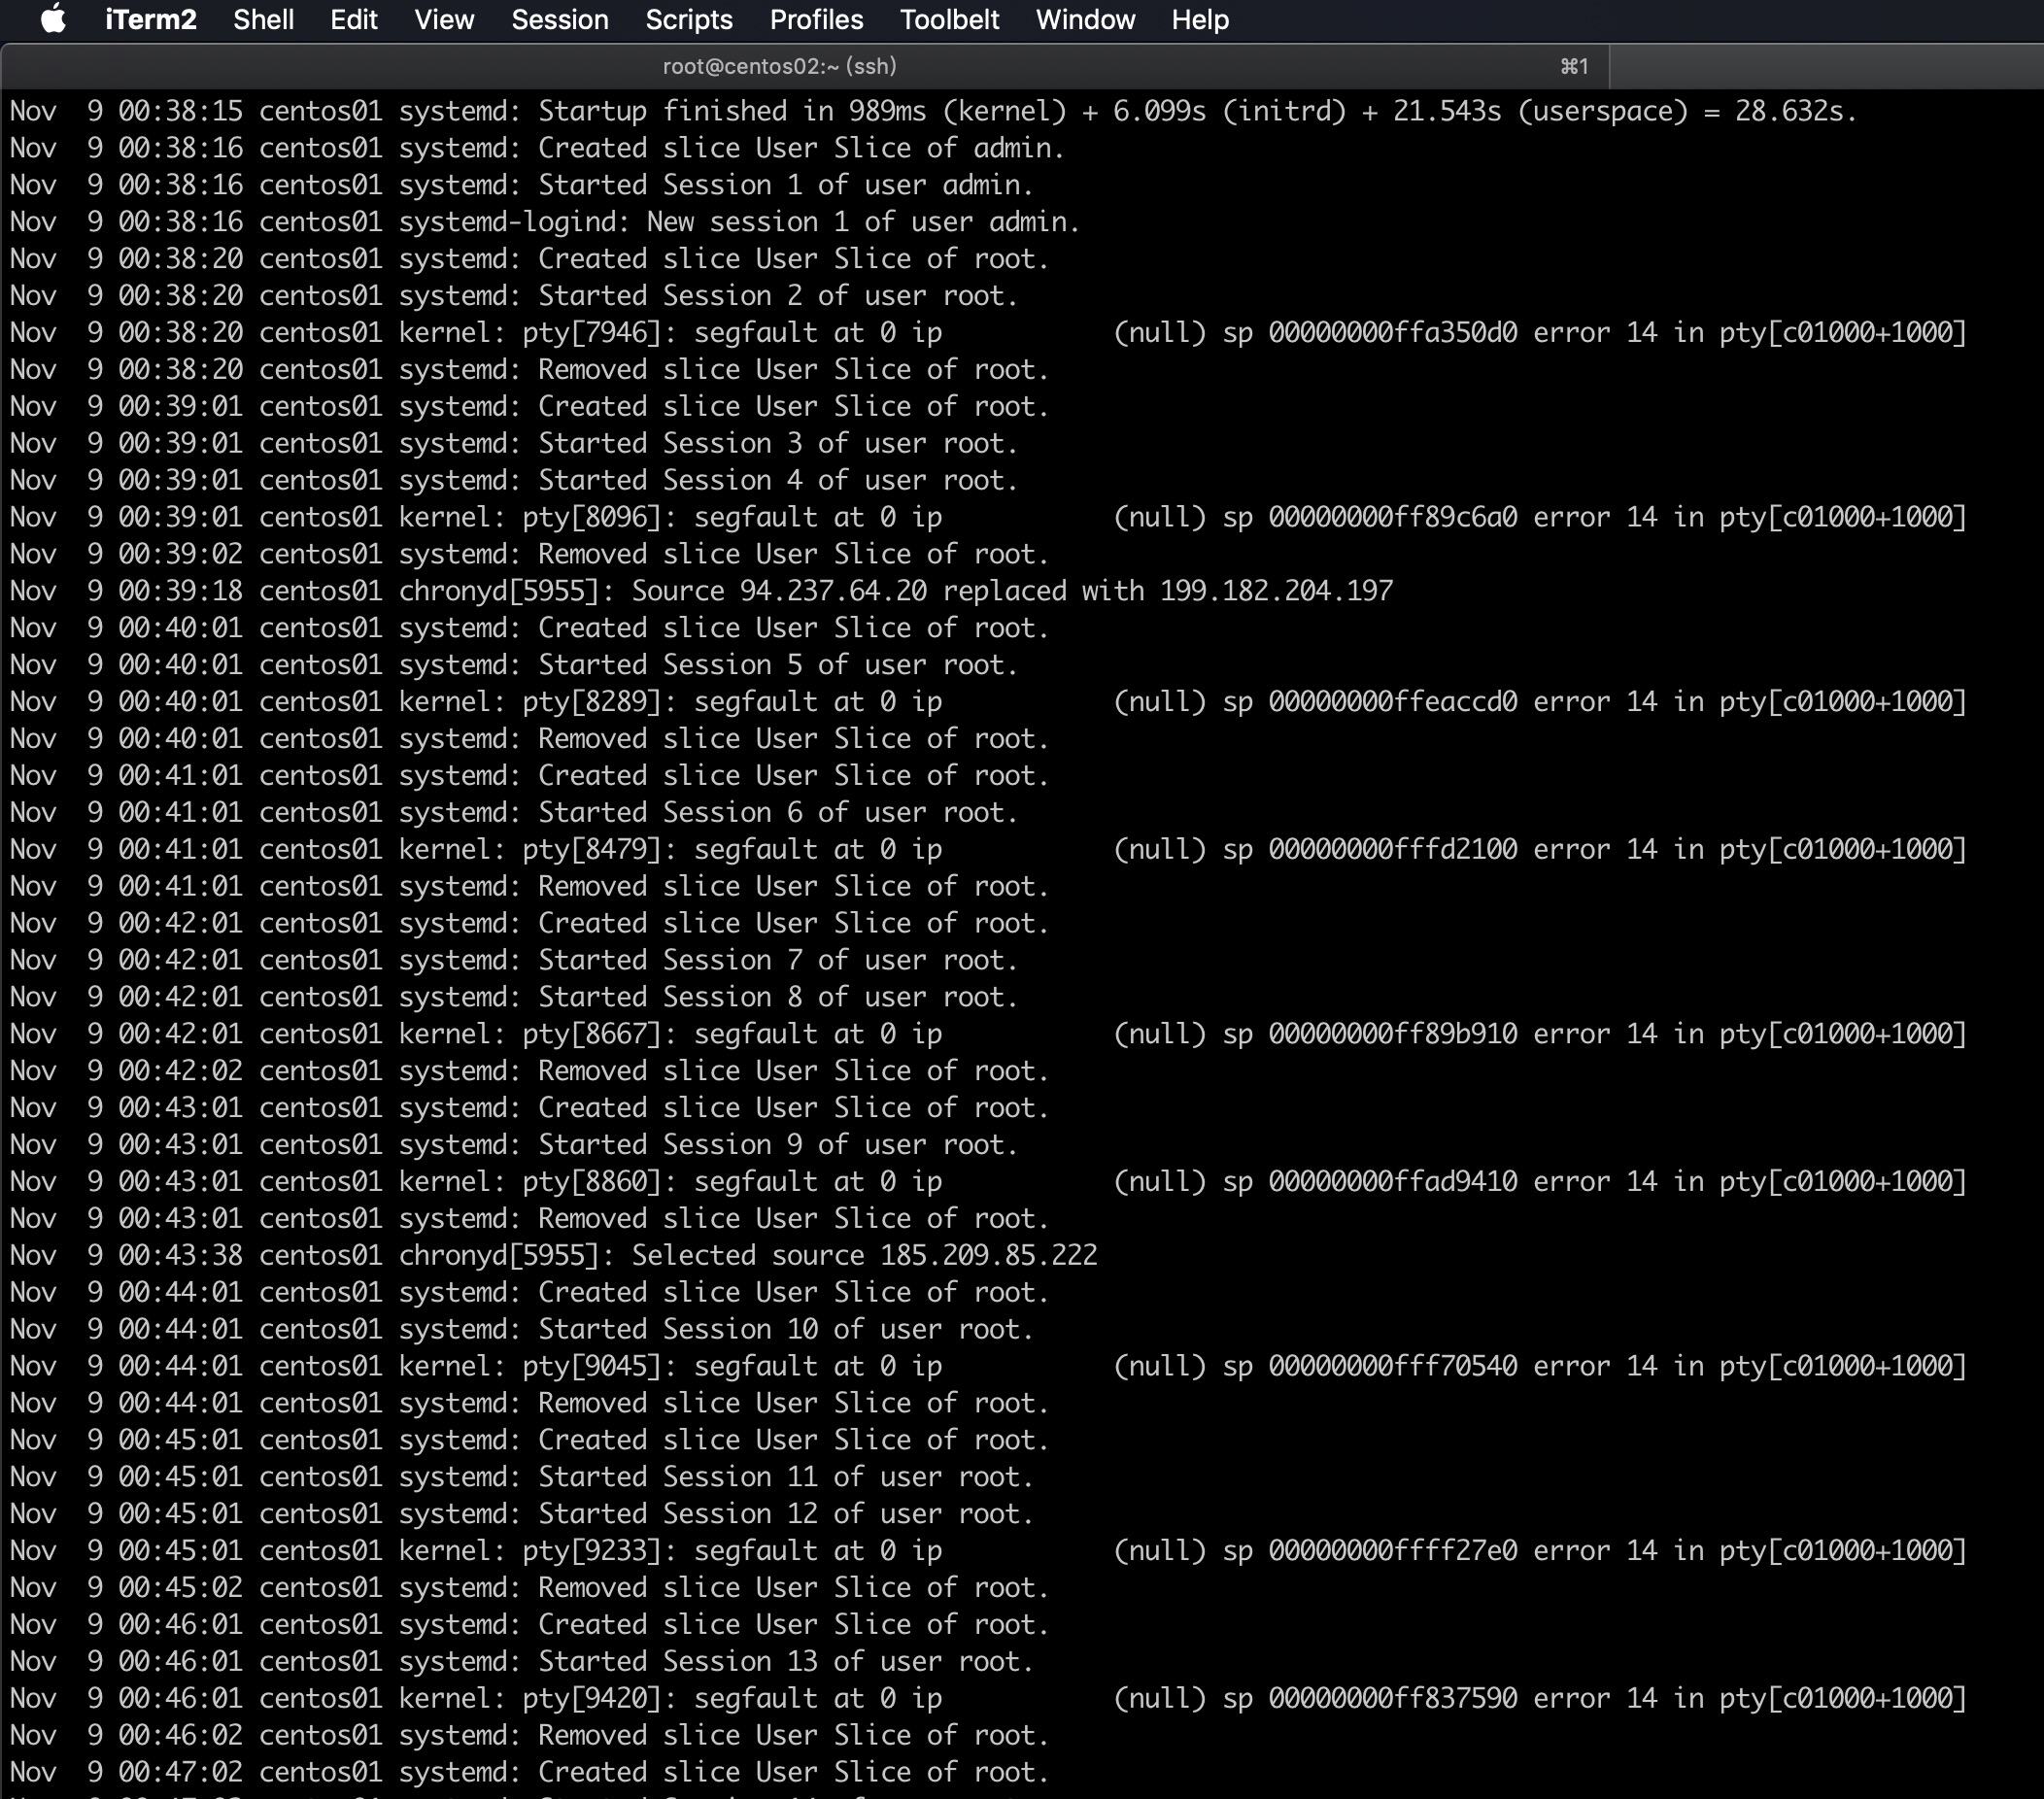 iTerm2 Shell Edit View Session Scripts Profiles Toolbelt Window Help
root@centos02:~ (ssh) ⌘1
Nov  9 00:38:15 centos01 systemd: Startup finished in 989ms (kernel) + 6.099s (initrd) + 21.543s (userspace) = 28.632s.
Nov  9 00:38:16 centos01 systemd: Created slice User Slice of admin.
Nov  9 00:38:16 centos01 systemd: Started Session 1 of user admin.
Nov  9 00:38:16 centos01 systemd-logind: New session 1 of user admin.
Nov  9 00:38:20 centos01 systemd: Created slice User Slice of root.
Nov  9 00:38:20 centos01 systemd: Started Session 2 of user root.
Nov  9 00:38:20 centos01 kernel: pty[7946]: segfault at 0 ip           (null) sp 00000000ffa350d0 error 14 in pty[c01000+1000]
Nov  9 00:38:20 centos01 systemd: Removed slice User Slice of root.
Nov  9 00:39:01 centos01 systemd: Created slice User Slice of root.
Nov  9 00:39:01 centos01 systemd: Started Session 3 of user root.
Nov  9 00:39:01 centos01 systemd: Started Session 4 of user root.
Nov  9 00:39:01 centos01 kernel: pty[8096]: segfault at 0 ip           (null) sp 00000000ff89c6a0 error 14 in pty[c01000+1000]
Nov  9 00:39:02 centos01 systemd: Removed slice User Slice of root.
Nov  9 00:39:18 centos01 chronyd[5955]: Source 94.237.64.20 replaced with 199.182.204.197
Nov  9 00:40:01 centos01 systemd: Created slice User Slice of root.
Nov  9 00:40:01 centos01 systemd: Started Session 5 of user root.
Nov  9 00:40:01 centos01 kernel: pty[8289]: segfault at 0 ip           (null) sp 00000000ffeaccd0 error 14 in pty[c01000+1000]
Nov  9 00:40:01 centos01 systemd: Removed slice User Slice of root.
Nov  9 00:41:01 centos01 systemd: Created slice User Slice of root.
Nov  9 00:41:01 centos01 systemd: Started Session 6 of user root.
Nov  9 00:41:01 centos01 kernel: pty[8479]: segfault at 0 ip           (null) sp 00000000fffd2100 error 14 in pty[c01000+1000]
Nov  9 00:41:01 centos01 systemd: Removed slice User Slice of root.
Nov  9 00:42:01 centos01 systemd: Created slice User Slice of root.
Nov  9 00:42:01 centos01 systemd: Started Session 7 of user root.
Nov  9 00:42:01 centos01 systemd: Started Session 8 of user root.
Nov  9 00:42:01 centos01 kernel: pty[8667]: segfault at 0 ip           (null) sp 00000000ff89b910 error 14 in pty[c01000+1000]
Nov  9 00:42:02 centos01 systemd: Removed slice User Slice of root.
Nov  9 00:43:01 centos01 systemd: Created slice User Slice of root.
Nov  9 00:43:01 centos01 systemd: Started Session 9 of user root.
Nov  9 00:43:01 centos01 kernel: pty[8860]: segfault at 0 ip           (null) sp 00000000ffad9410 error 14 in pty[c01000+1000]
Nov  9 00:43:01 centos01 systemd: Removed slice User Slice of root.
Nov  9 00:43:38 centos01 chronyd[5955]: Selected source 185.209.85.222
Nov  9 00:44:01 centos01 systemd: Created slice User Slice of root.
Nov  9 00:44:01 centos01 systemd: Started Session 10 of user root.
Nov  9 00:44:01 centos01 kernel: pty[9045]: segfault at 0 ip           (null) sp 00000000fff70540 error 14 in pty[c01000+1000]
Nov  9 00:44:01 centos01 systemd: Removed slice User Slice of root.
Nov  9 00:45:01 centos01 systemd: Created slice User Slice of root.
Nov  9 00:45:01 centos01 systemd: Started Session 11 of user root.
Nov  9 00:45:01 centos01 systemd: Started Session 12 of user root.
Nov  9 00:45:01 centos01 kernel: pty[9233]: segfault at 0 ip           (null) sp 00000000ffff27e0 error 14 in pty[c01000+1000]
Nov  9 00:45:02 centos01 systemd: Removed slice User Slice of root.
Nov  9 00:46:01 centos01 systemd: Created slice User Slice of root.
Nov  9 00:46:01 centos01 systemd: Started Session 13 of user root.
Nov  9 00:46:01 centos01 kernel: pty[9420]: segfault at 0 ip           (null) sp 00000000ff837590 error 14 in pty[c01000+1000]
Nov  9 00:46:02 centos01 systemd: Removed slice User Slice of root.
Nov  9 00:47:02 centos01 systemd: Created slice User Slice of root.